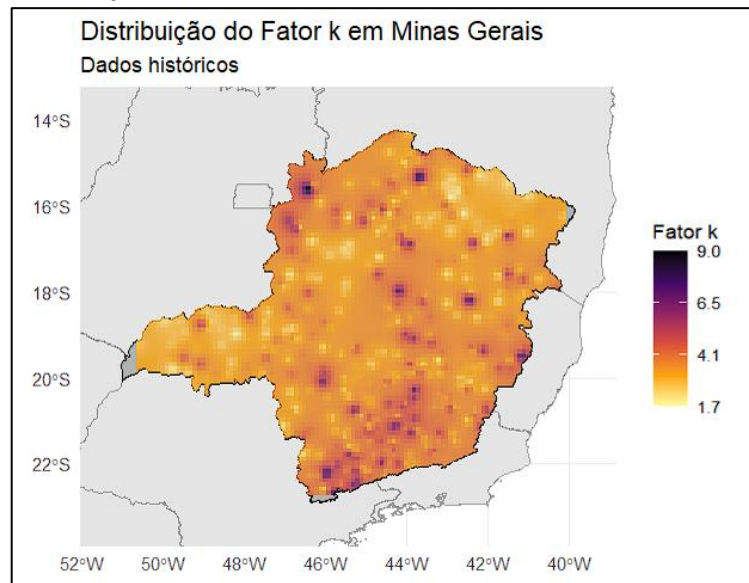 Distribuição do Fator k em Minas Gerais
Dados históricos
14°S
16°S
18°S
20°S
22°S
52°W 50°W 48°W 46°W 44°W 42°W 40°W
Fator k
9.0
6.5
4.1
1.7